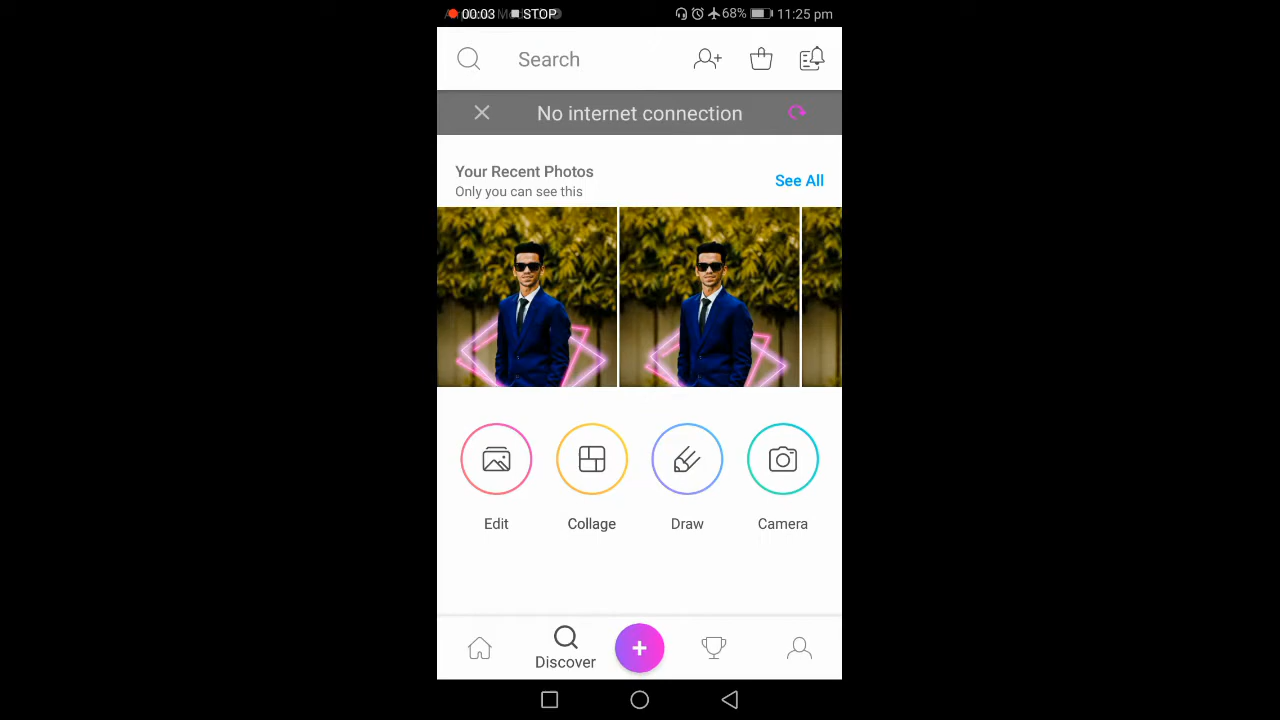 00:03 STOP 68% 11:25 pm
Search
No internet connection
Your Recent Photos
Only you can see this
See All
Edit Collage Draw Camera
Discover